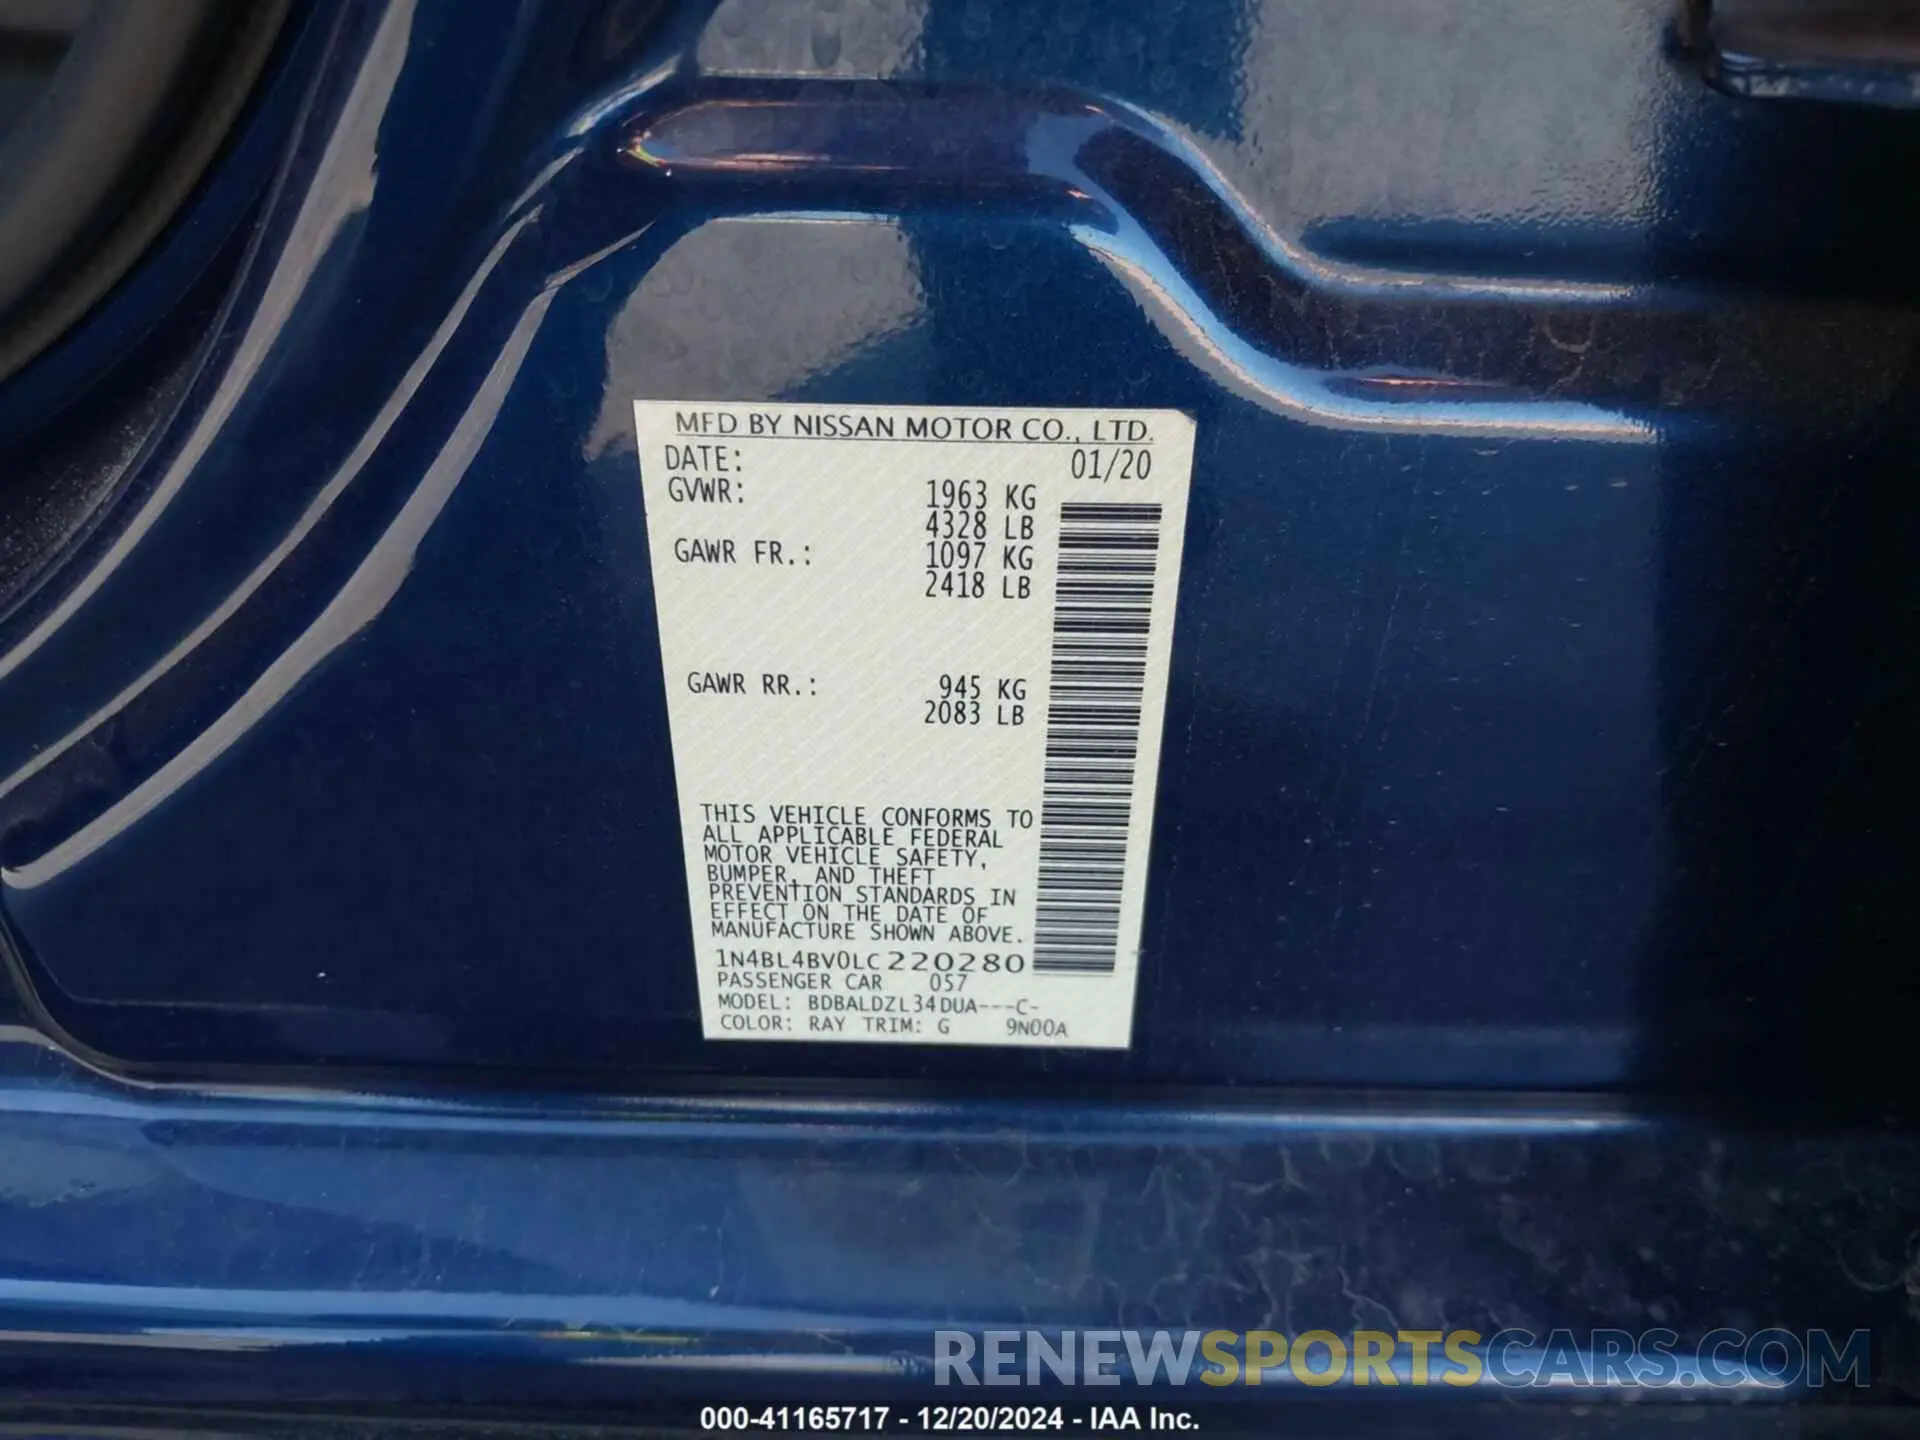 MFD BY NISSAN MOTOR CO., LTD.
DATE: 01/20
GVWR: 1963 KG
4328 LB
GAWR FR.: 1097 KG
2418 LB
GAWR RR.: 945 KG
2083 LB
THIS VEHICLE CONFORMS TO
ALL APPLICABLE FEDERAL
MOTOR VEHICLE SAFETY,
BUMPER, AND THEFT
PREVENTION STANDARDS IN
EFFECT ON THE DATE OF
MANUFACTURE SHOWN ABOVE.
1N4BL4BV0LC220280
PASSENGER CAR 057
MODEL: BDBALDZL34DUA---C-
COLOR: RAY TRIM: G 9N00A
RENEWSPORTSCARS.COM
000-41165717 - 12/20/2024 - IAA Inc.